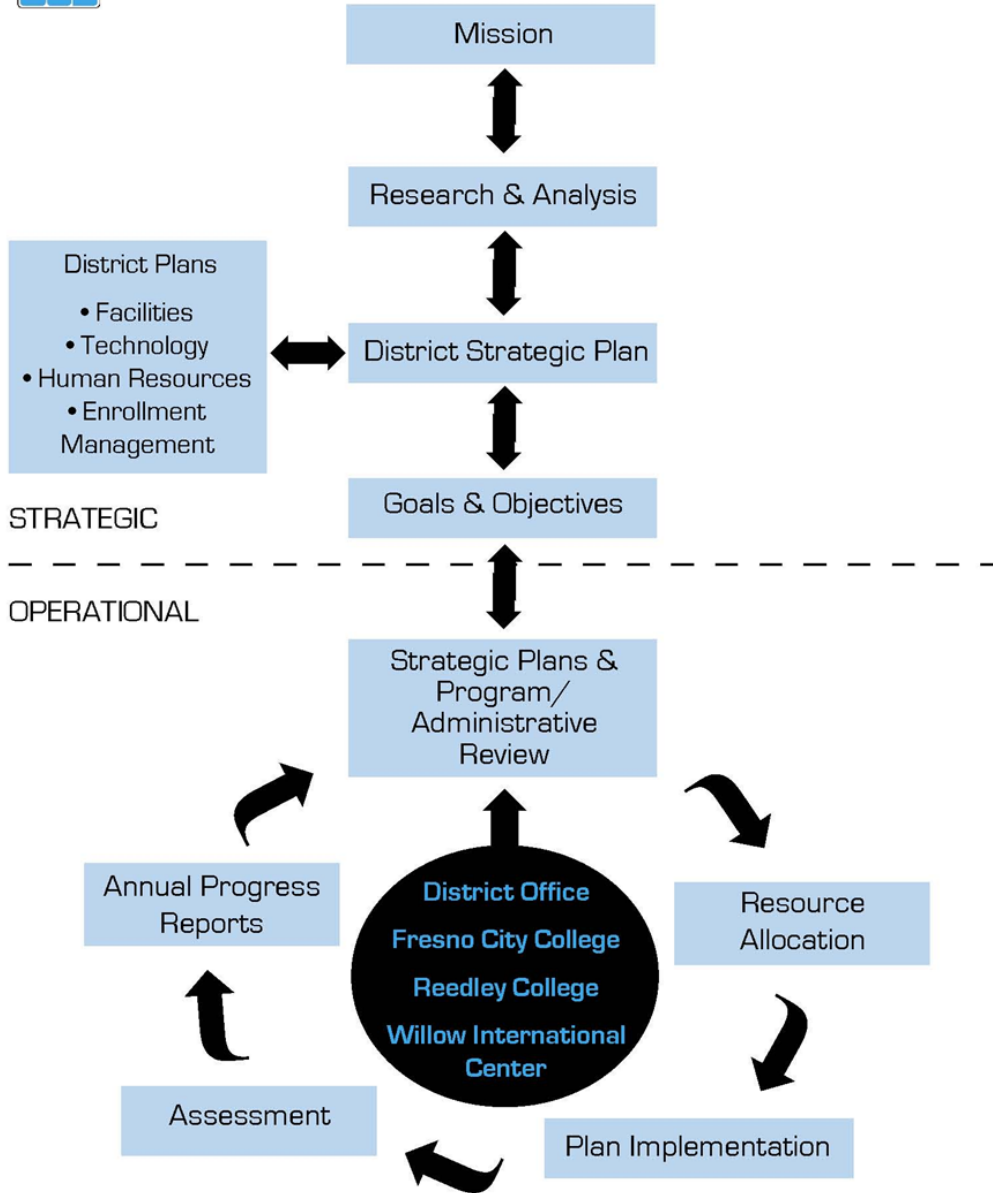 Mission
Research & Analysis
District Plans
• Facilities
• Technology
• Human Resources
• Enrollment
Management
District Strategic Plan
Goals & Objectives
STRATEGIC
OPERATIONAL
Strategic Plans &
Program/
Administrative
Review
Annual Progress
Reports
District Office
Fresno City College
Reedley College
Willow International
Center
Resource
Allocation
Assessment
Plan Implementation